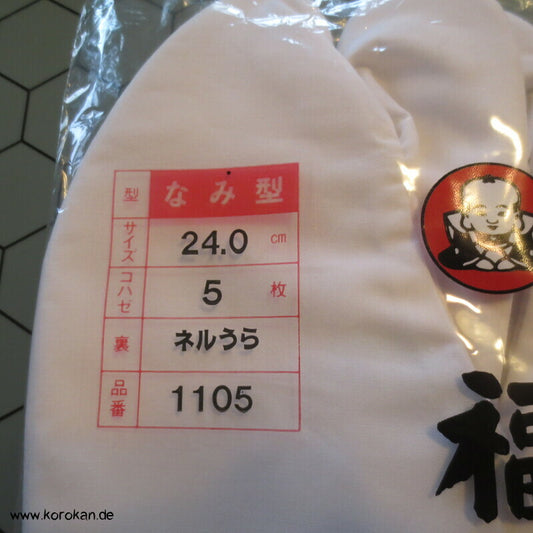 型 なみ型
サイズ 24.0 cm
コハゼ 5 枚
裏 ネルうら
品番 1105
福
www.korokan.de